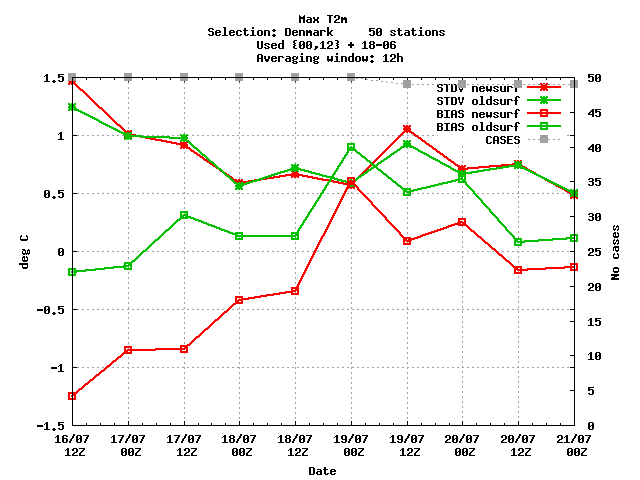 Max T2m
Selection: Denmark 50 stations
Used {00,12} + 18-06
Averaging window: 12h
STDV newsurf
STDV oldsurf
BIAS newsurf
BIAS oldsurf
CASES
deg C
1.5
1
0.5
0
-0.5
-1
-1.5
No cases
50
45
40
35
30
25
20
15
10
5
0
16/07 17/07 17/07 18/07 18/07 19/07 19/07 20/07 20/07 21/07
12Z 00Z 12Z 00Z 12Z 00Z 12Z 00Z 12Z 00Z
Date